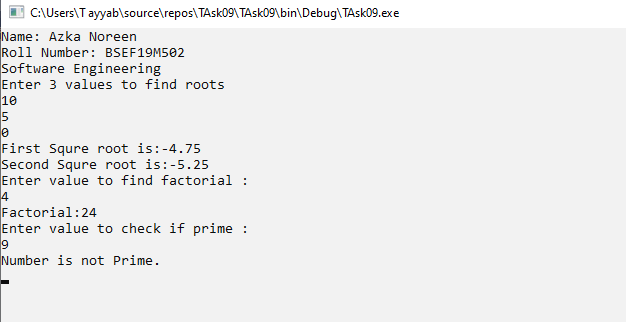 C:\Users\Tayyab\source\repos\TAsk09\TAsk09\bin\Debug\TAsk09.exe
Name: Azka Noreen
Roll Number: BSEF19M502
Software Engineering
Enter 3 values to find roots
10
5
0
First Squre root is:-4.75
Second Squre root is:-5.25
Enter value to find factorial :
4
Factorial:24
Enter value to check if prime :
9
Number is not Prime.